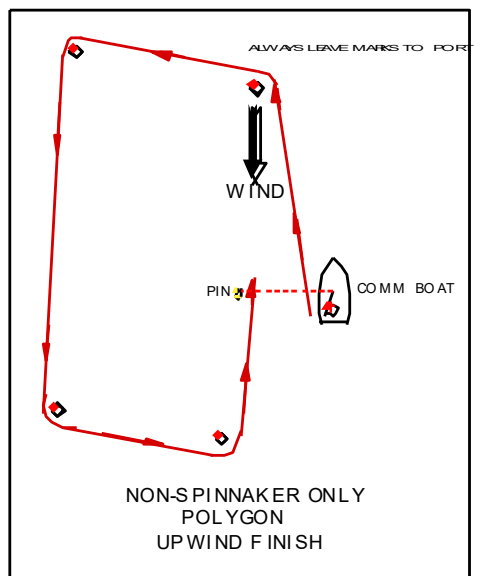 ALWAYS LEAVE MARKS TO PORT
WIND
PIN
COMM BOAT
NON-SPINNAKER ONLY
POLYGON
UPWIND FINISH